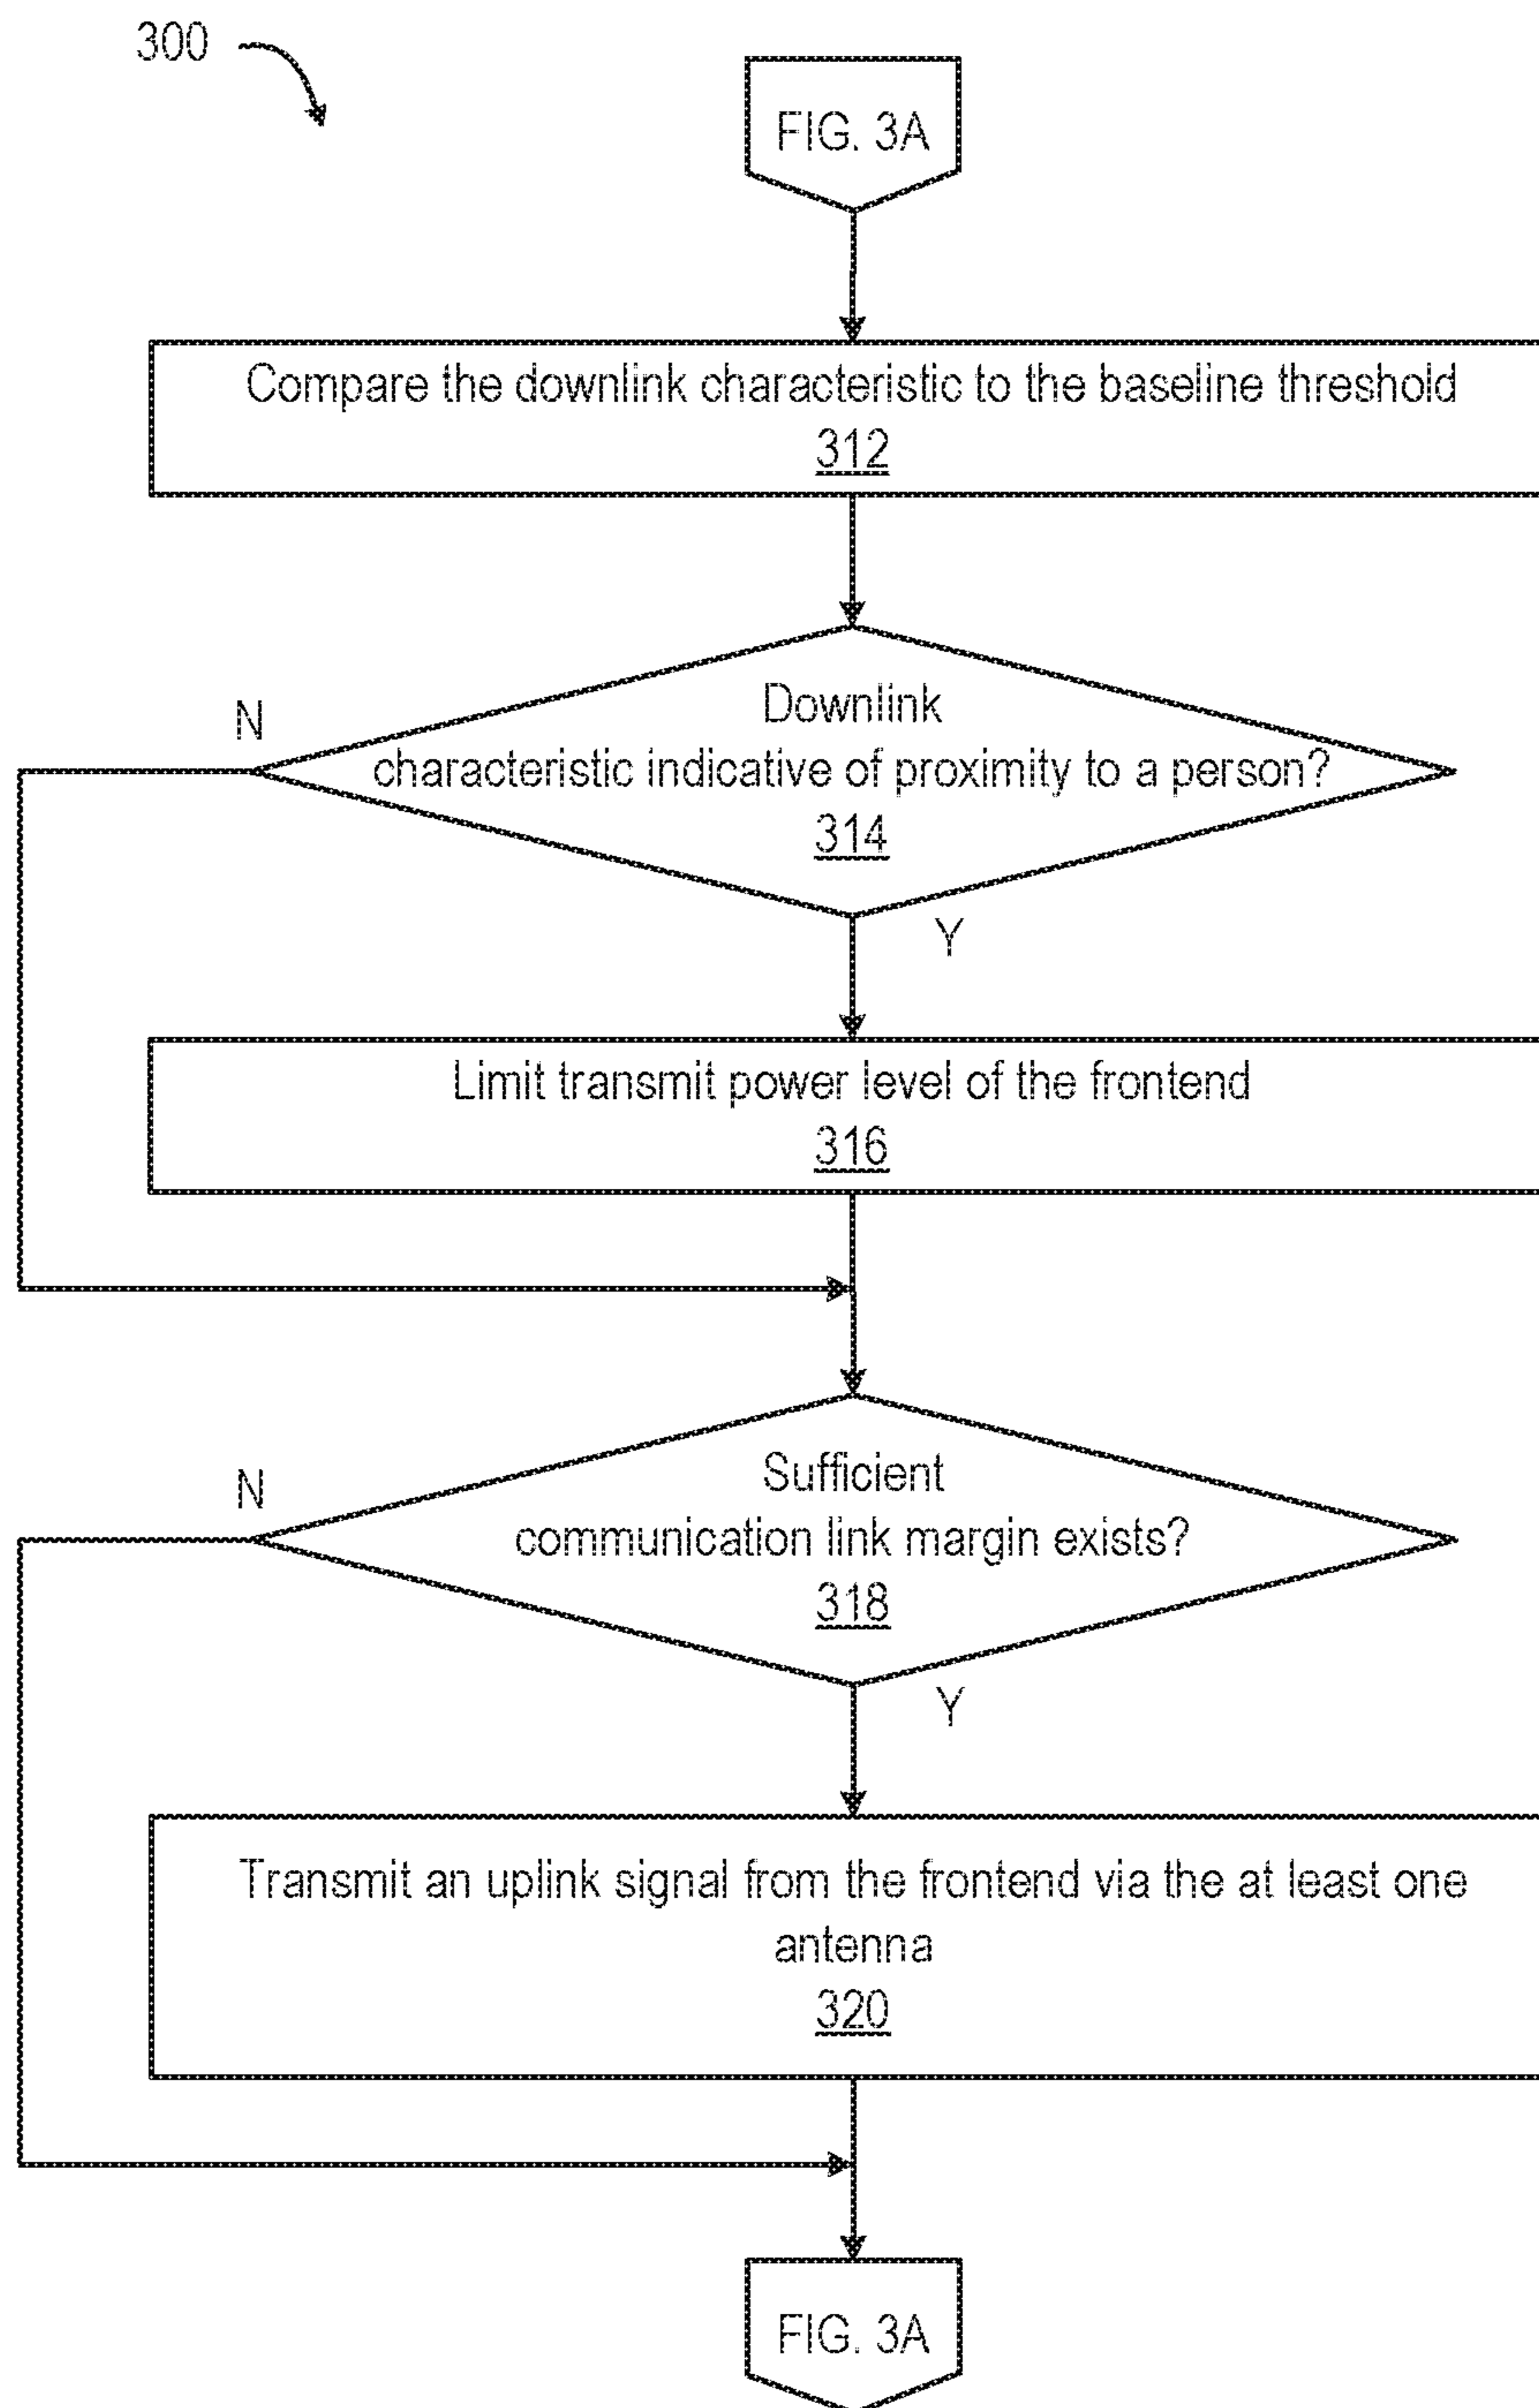 300
FIG. 3A
Compare the downlink characteristic to the baseline threshold
312
Downlink
characteristic indicative of proximity to a person?
314
N
Y
Limit transmit power level of the frontend
316
Sufficient
communication link margin exists?
318
N
Y
Transmit an uplink signal from the frontend via the at least one
antenna
320
FIG. 3A